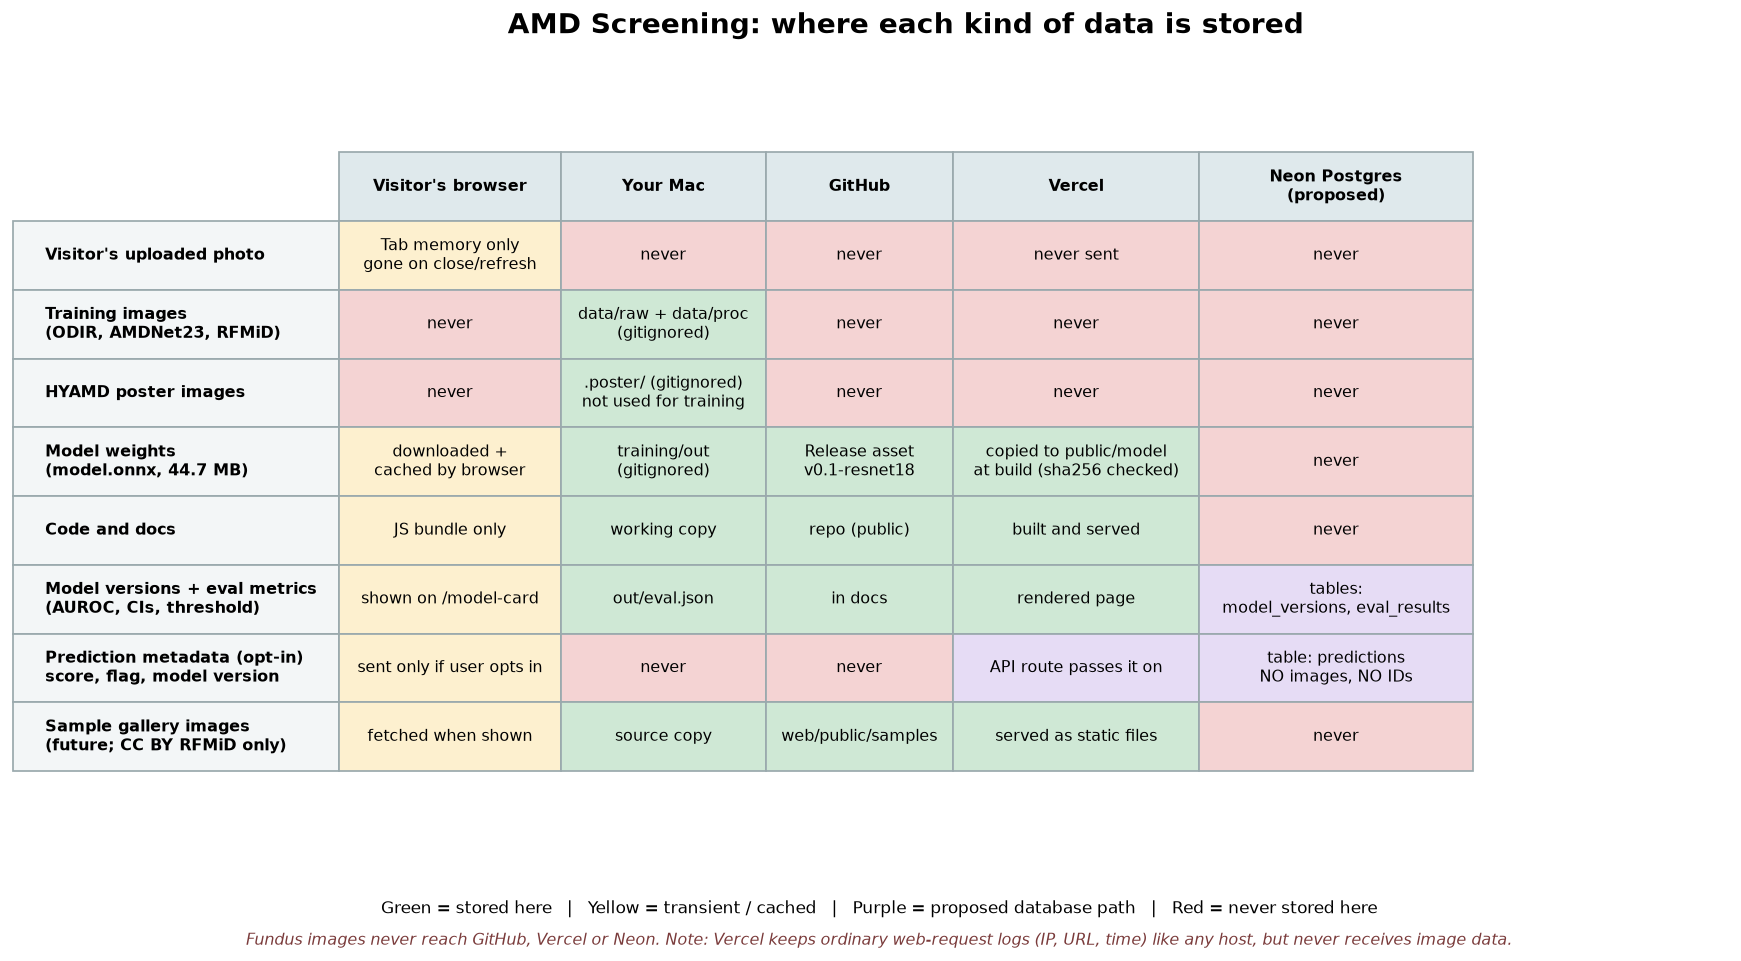 AMD Screening: where each kind of data is stored
Visitor's browser
Your Mac
GitHub
Vercel
Neon Postgres
(proposed)
Visitor's uploaded photo
Tab memory only
gone on close/refresh
never
never
never sent
never
Training images
(ODIR, AMDNet23, RFMiD)
never
data/raw + data/proc
(gitignored)
never
never
never
HYAMD poster images
never
.poster/ (gitignored)
not used for training
never
never
never
Model weights
(model.onnx, 44.7 MB)
downloaded +
cached by browser
training/out
(gitignored)
Release asset
v0.1-resnet18
copied to public/model
at build (sha256 checked)
never
Code and docs
JS bundle only
working copy
repo (public)
built and served
never
Model versions + eval metrics
(AUROC, CIs, threshold)
shown on /model-card
out/eval.json
in docs
rendered page
tables:
model_versions, eval_results
Prediction metadata (opt-in)
score, flag, model version
sent only if user opts in
never
never
API route passes it on
table: predictions
NO images, NO IDs
Sample gallery images
(future; CC BY RFMiD only)
fetched when shown
source copy
web/public/samples
served as static files
never
Green = stored here | Yellow = transient / cached | Purple = proposed database path | Red = never stored here
Fundus images never reach GitHub, Vercel or Neon. Note: Vercel keeps ordinary web-request logs (IP, URL, time) like any host, but never receives image data.